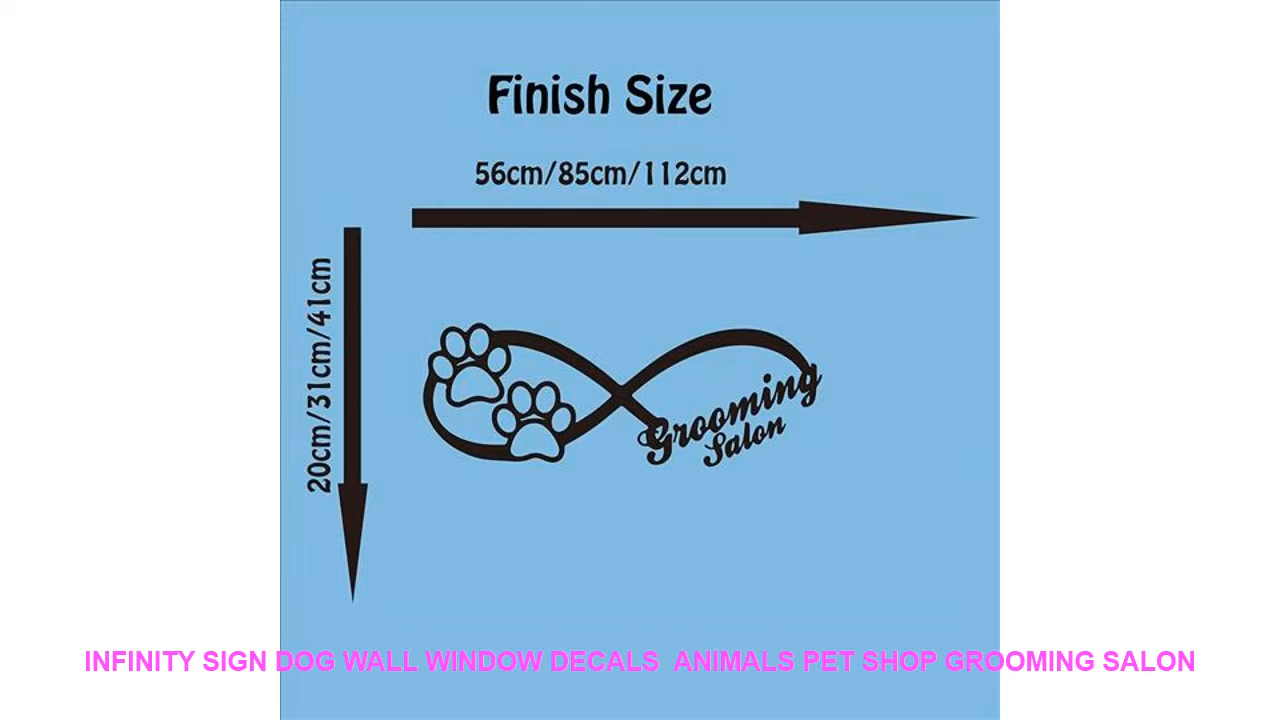 Finish Size
56cm/85cm/112cm
20cm/31cm/41cm
Grooming
Salon
INFINITY SIGN DOG WALL WINDOW DECALS  ANIMALS PET SHOP GROOMING SALON